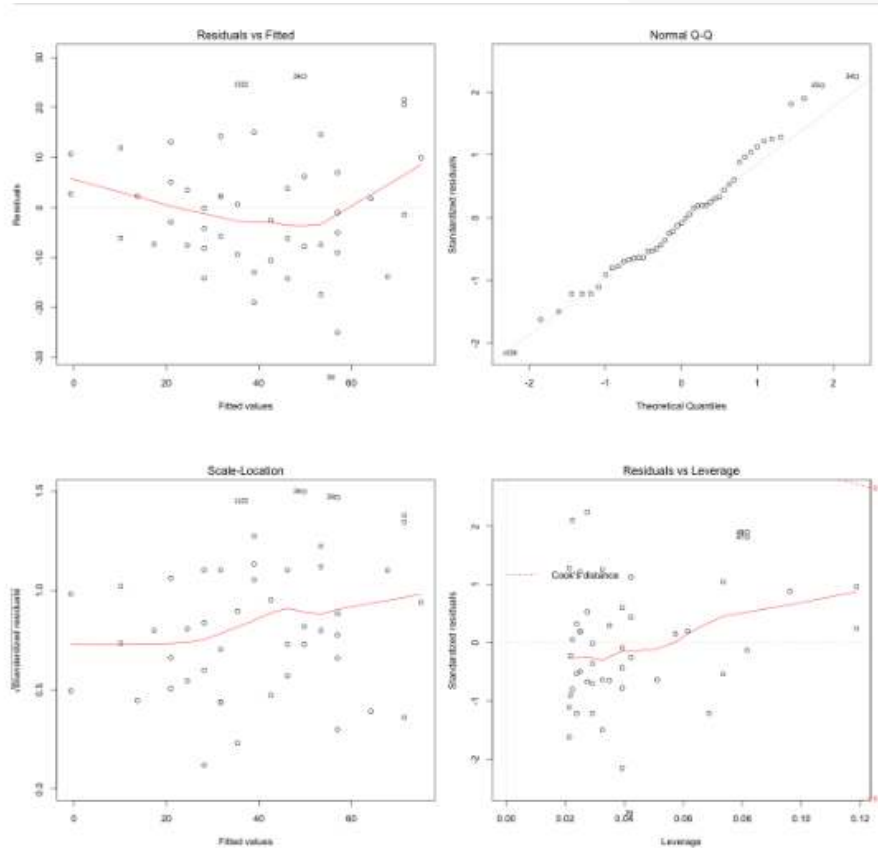 Residuals vs Fitted
Residuals
30
20
10
0
-10
-20
-30
0 20 40 60
Fitted values
Normal Q-Q
Standardized residuals
2
1
0
-1
-2
-2 -1 0 1 2
Theoretical Quantiles
Scale-Location
√Standardized residuals
1.5
1.0
0.5
0.0
0 20 40 60
Fitted values
Residuals vs Leverage
Standardized residuals
2
1
0
-1
-2
Cook's distance
0.00 0.02 0.04 0.06 0.08 0.10 0.12
Leverage